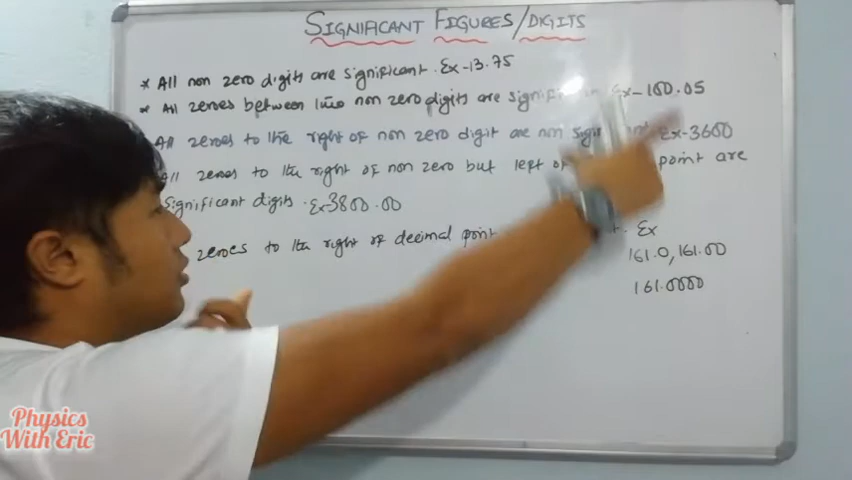 SIGNIFICANT FIGURES/DIGITS
* All non zero digits are significant. Ex-13.75
* All zeroes between two non zero digits are Ex-100.05
All zeroes to the right of non zero digit are non Ex-3600
All zeroes to the right of non zero but left of point are
significant digits. Ex3800.00
zeroes to the right of decimal point Ex
161.0, 161.00
161.0000
Physics
With Eric